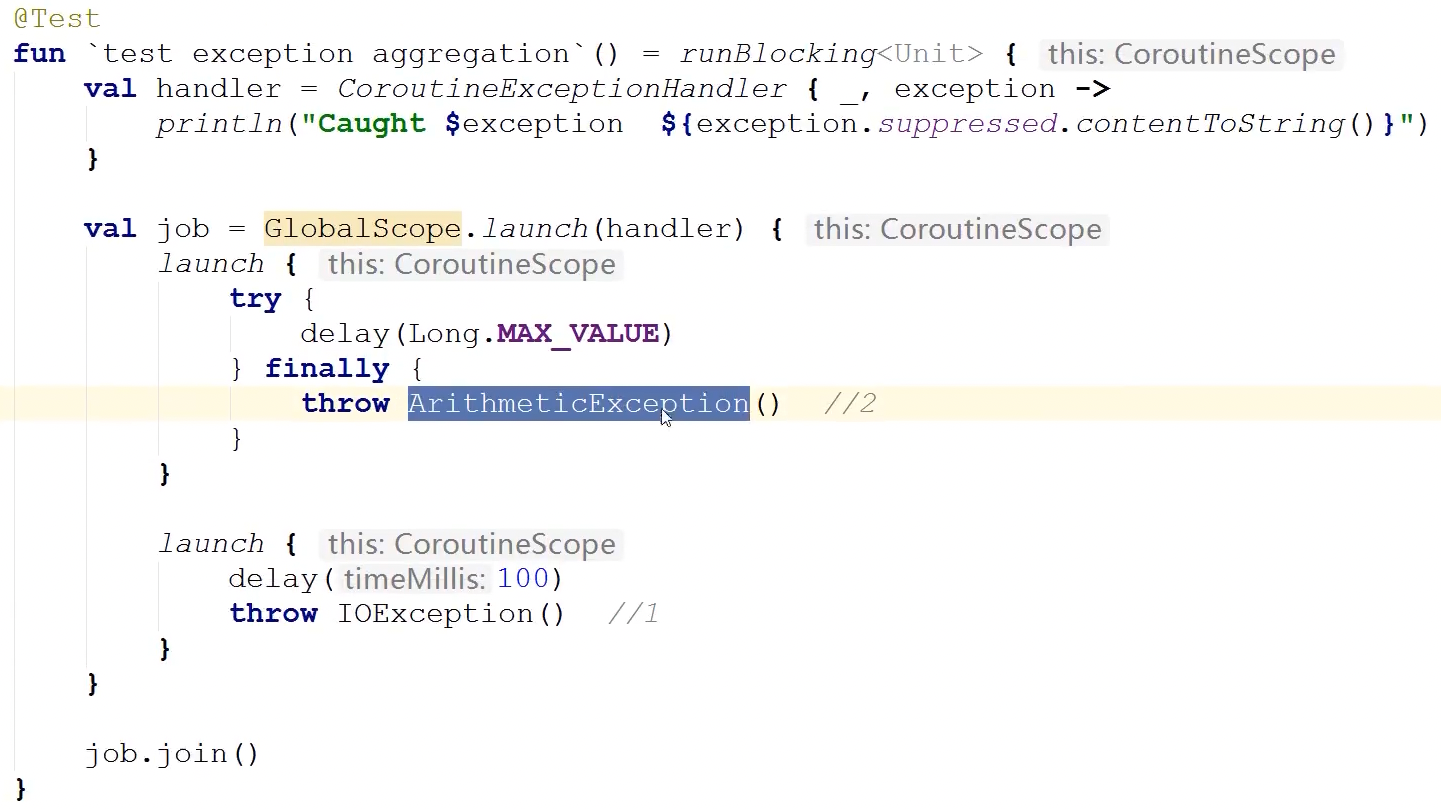 @Test
fun `test exception aggregation`() = runBlocking<Unit> { this: CoroutineScope
    val handler = CoroutineExceptionHandler { _, exception ->
        println("Caught $exception  ${exception.suppressed.contentToString()}")
    }

    val job = GlobalScope.launch(handler) { this: CoroutineScope
        launch { this: CoroutineScope
            try {
                delay(Long.MAX_VALUE)
            } finally {
                throw ArithmeticException()  //2
            }
        }

        launch { this: CoroutineScope
            delay( timeMillis: 100)
            throw IOException()  //1
        }
    }

    job.join()
}